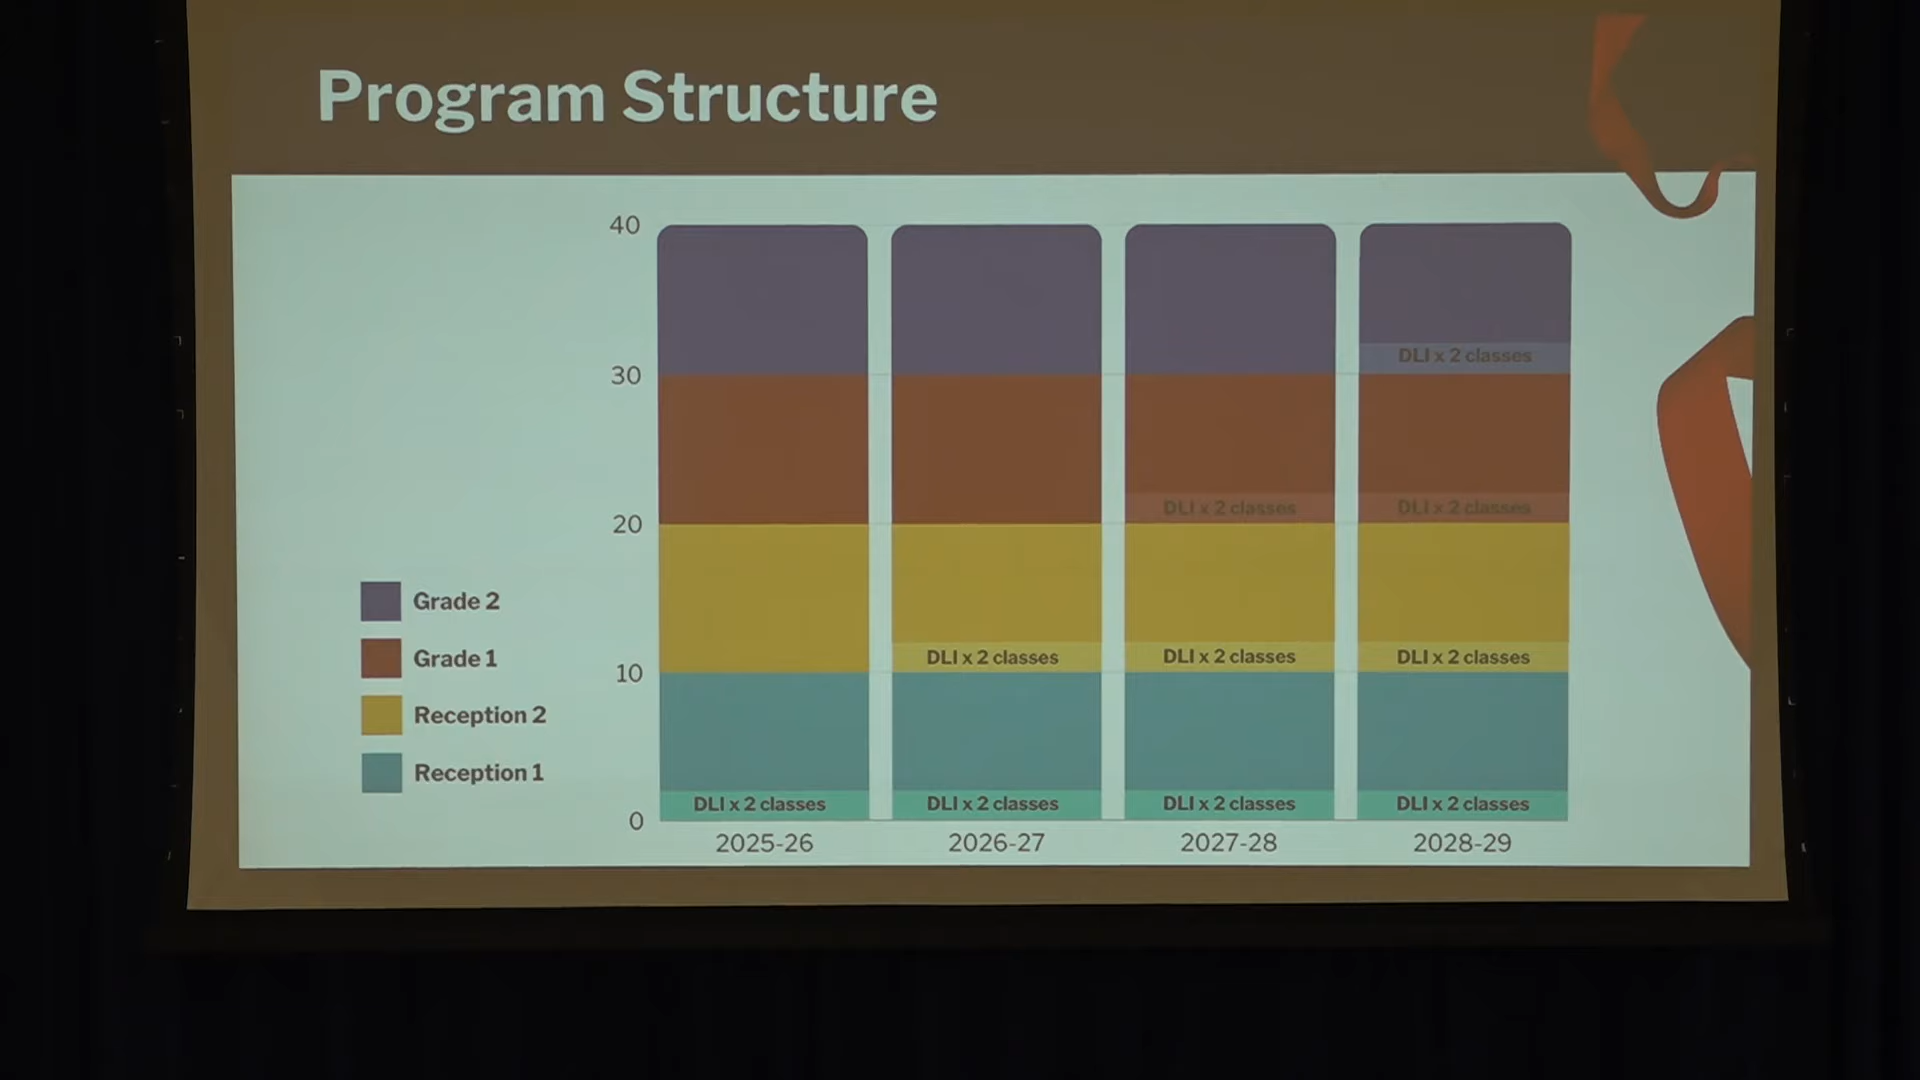 Program Structure
40
30
20
10
0
DLI x 2 classes
DLI x 2 classes
DLI x 2 classes
DLI x 2 classes
DLI x 2 classes
DLI x 2 classes
DLI x 2 classes
DLI x 2 classes
DLI x 2 classes
DLI x 2 classes
Grade 2
Grade 1
Reception 2
Reception 1
2025-26
2026-27
2027-28
2028-29